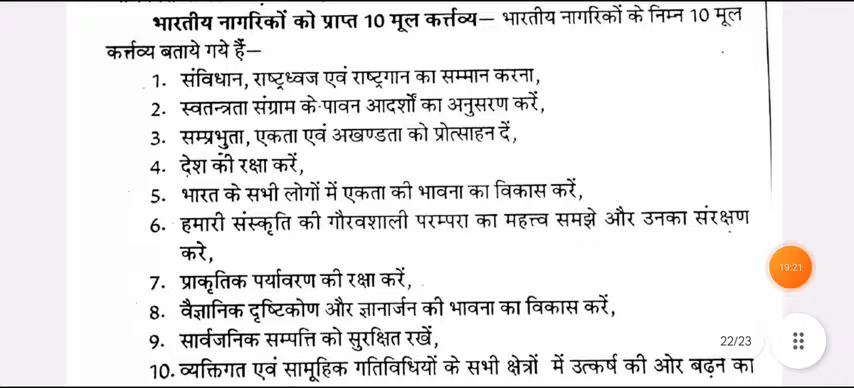 भारतीय नागरिकों को प्राप्त 10 मूल कर्त्तव्य— भारतीय नागरिकों के निम्न 10 मूल
कर्त्तव्य बताये गये हैं—
1. संविधान, राष्ट्रध्वज एवं राष्ट्रगान का सम्मान करना,
2. स्वतन्त्रता संग्राम के पावन आदर्शों का अनुसरण करें,
3. सम्प्रभुता, एकता एवं अखण्डता को प्रोत्साहन दें,
4. देश की रक्षा करें,
5. भारत के सभी लोगों में एकता की भावना का विकास करें,
6. हमारी संस्कृति की गौरवशाली परम्परा का महत्त्व समझे और उनका संरक्षण
करे,
7. प्राकृतिक पर्यावरण की रक्षा करें,
8. वैज्ञानिक दृष्टिकोण और ज्ञानार्जन की भावना का विकास करें,
9. सार्वजनिक सम्पत्ति को सुरक्षित रखें,
10. व्यक्तिगत एवं सामूहिक गतिविधियों के सभी क्षेत्रों में उत्कर्ष की ओर बढ़ने का
19:21
22/23